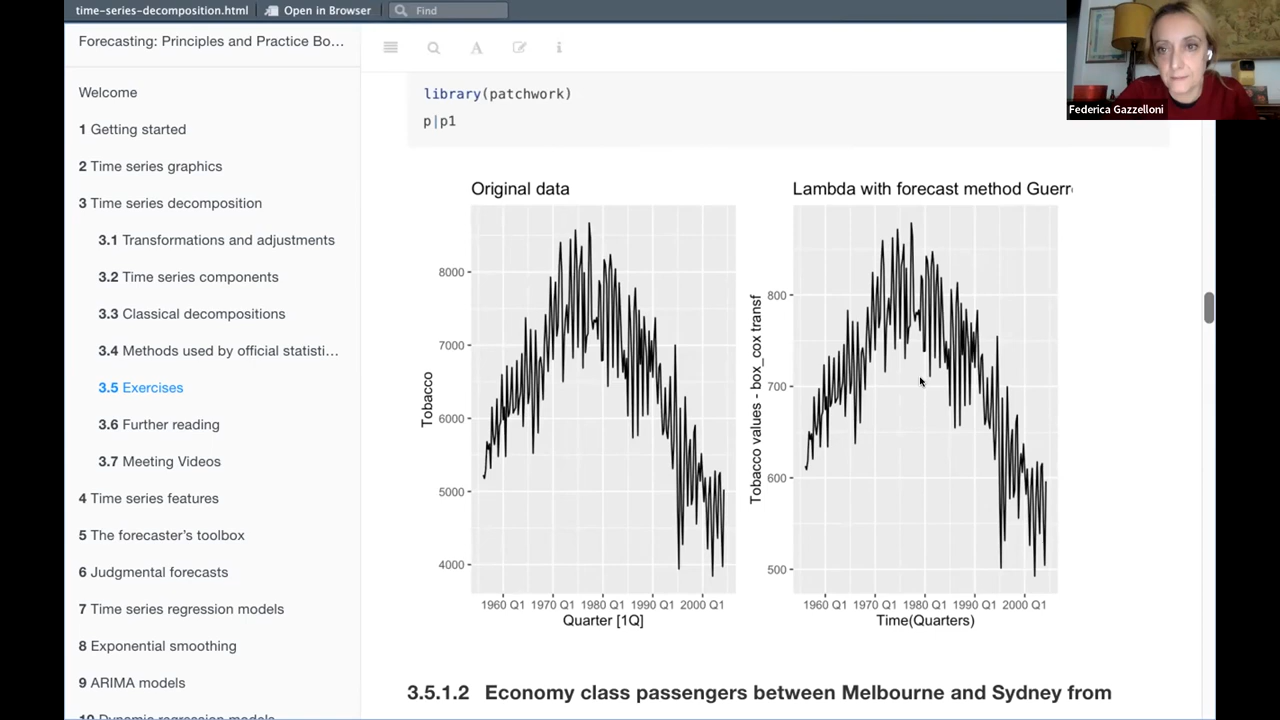 time-series-decomposition.html Open in Browser Find
Federica Gazzelloni
Forecasting: Principles and Practice Bo…
Welcome
1 Getting started
2 Time series graphics
3 Time series decomposition
3.1 Transformations and adjustments
3.2 Time series components
3.3 Classical decompositions
3.4 Methods used by official statisti…
3.5 Exercises
3.6 Further reading
3.7 Meeting Videos
4 Time series features
5 The forecaster's toolbox
6 Judgmental forecasts
7 Time series regression models
8 Exponential smoothing
9 ARIMA models
10 Dynamic regression models
library(patchwork)
p|p1
Original data
Tobacco
8000
7000
6000
5000
4000
1960 Q1 1970 Q1 1980 Q1 1990 Q1 2000 Q1
Quarter [1Q]
Lambda with forecast method Guerr
Tobacco values - box_cox transf
800
700
600
500
1960 Q1 1970 Q1 1980 Q1 1990 Q1 2000 Q1
Time(Quarters)
3.5.1.2 Economy class passengers between Melbourne and Sydney from